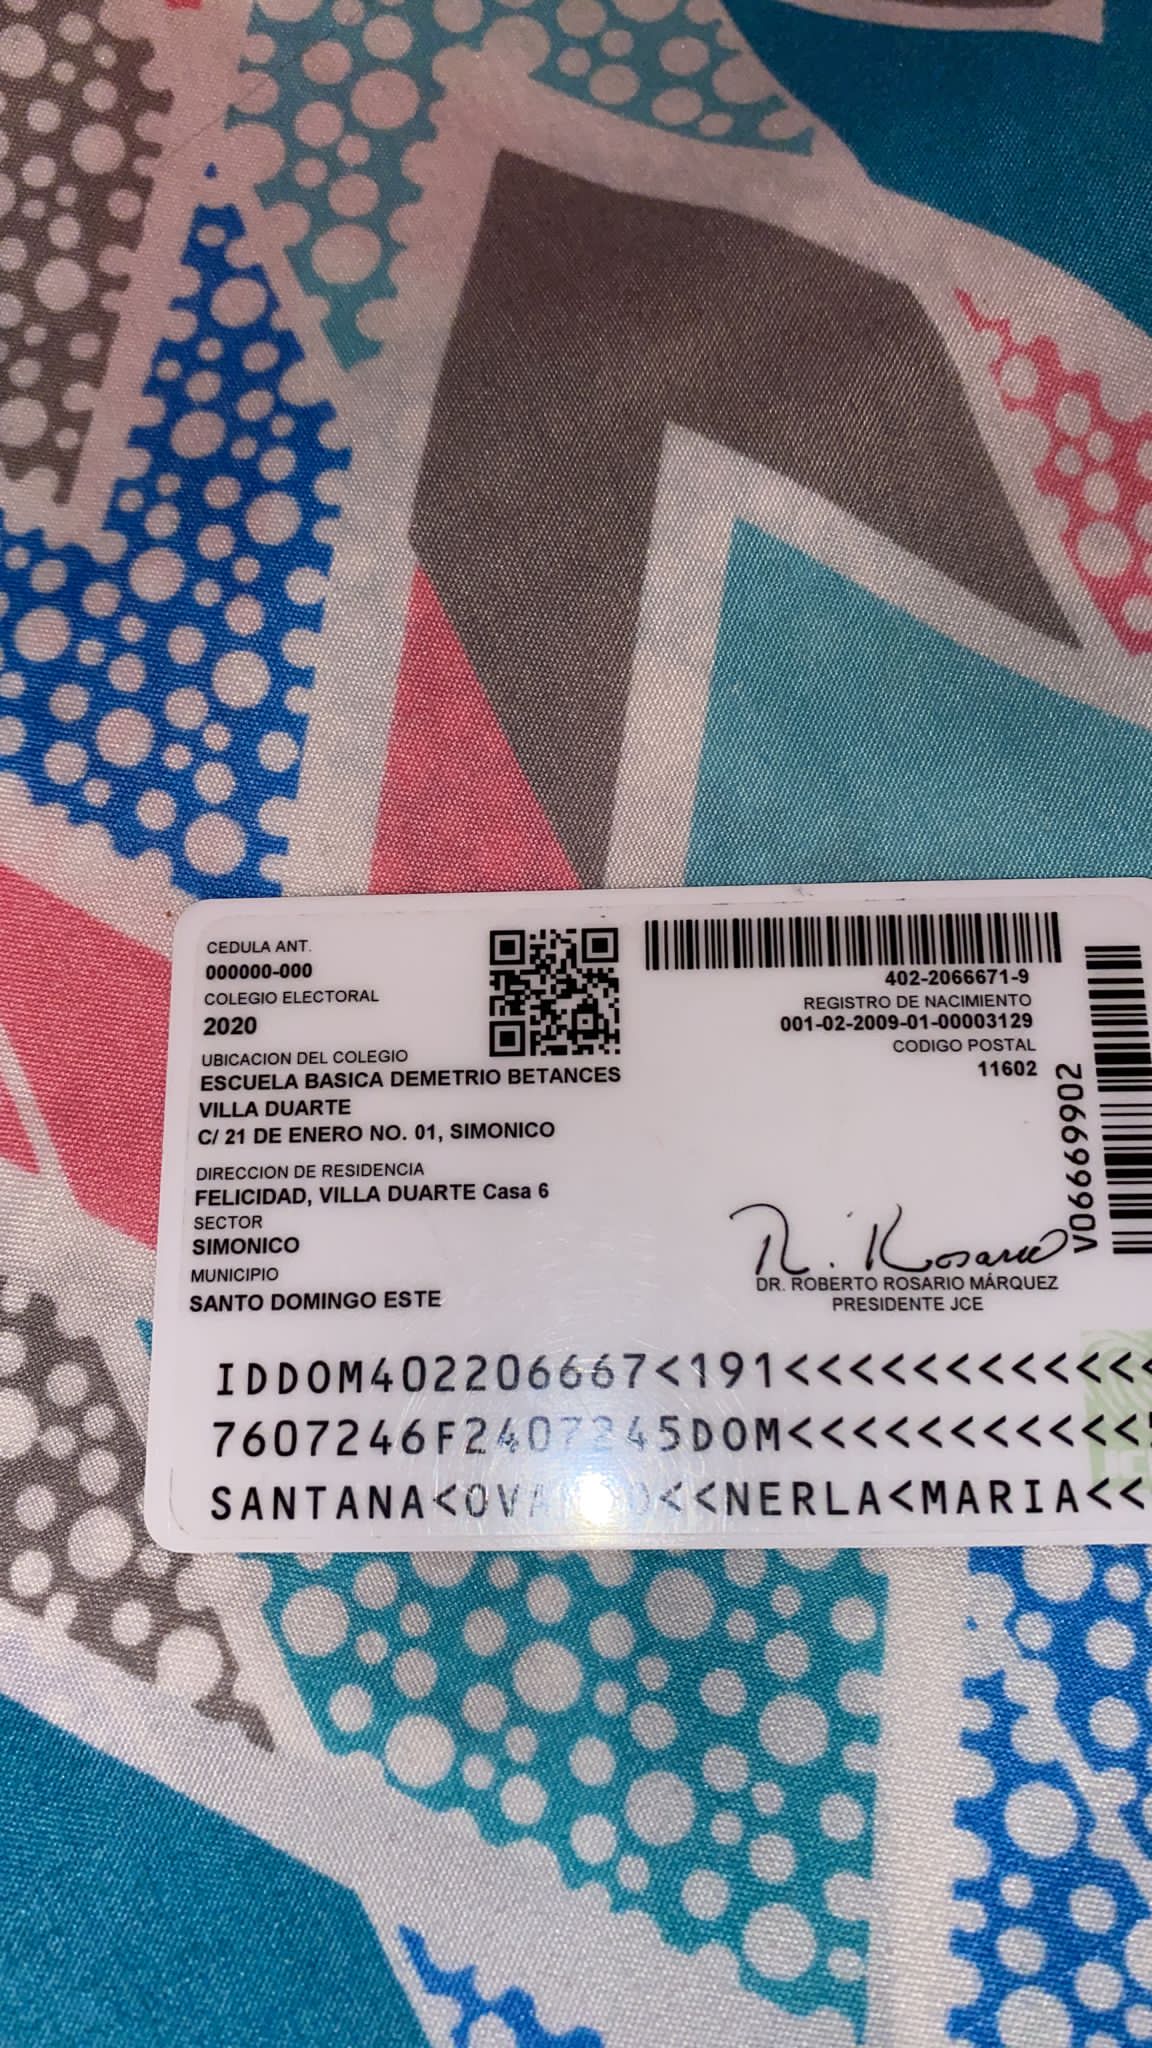 CEDULA ANT.
000000-000
COLEGIO ELECTORAL
2020
UBICACION DEL COLEGIO
ESCUELA BASICA DEMETRIO BETANCES
VILLA DUARTE
C/ 21 DE ENERO NO. 01, SIMONICO
DIRECCION DE RESIDENCIA
FELICIDAD, VILLA DUARTE Casa 6
SECTOR
SIMONICO
MUNICIPIO
SANTO DOMINGO ESTE
402-2066671-9
REGISTRO DE NACIMIENTO
001-02-2009-01-00003129
CODIGO POSTAL
11602
V06669902
R. Rosario
DR. ROBERTO ROSARIO MÁRQUEZ
PRESIDENTE JCE
IDDOM402206667<191<<<<<<<<<<<<<
7607246F2407245DOM<<<<<<<<<<<<
SANTANA<<<NERLA<MARIA<<